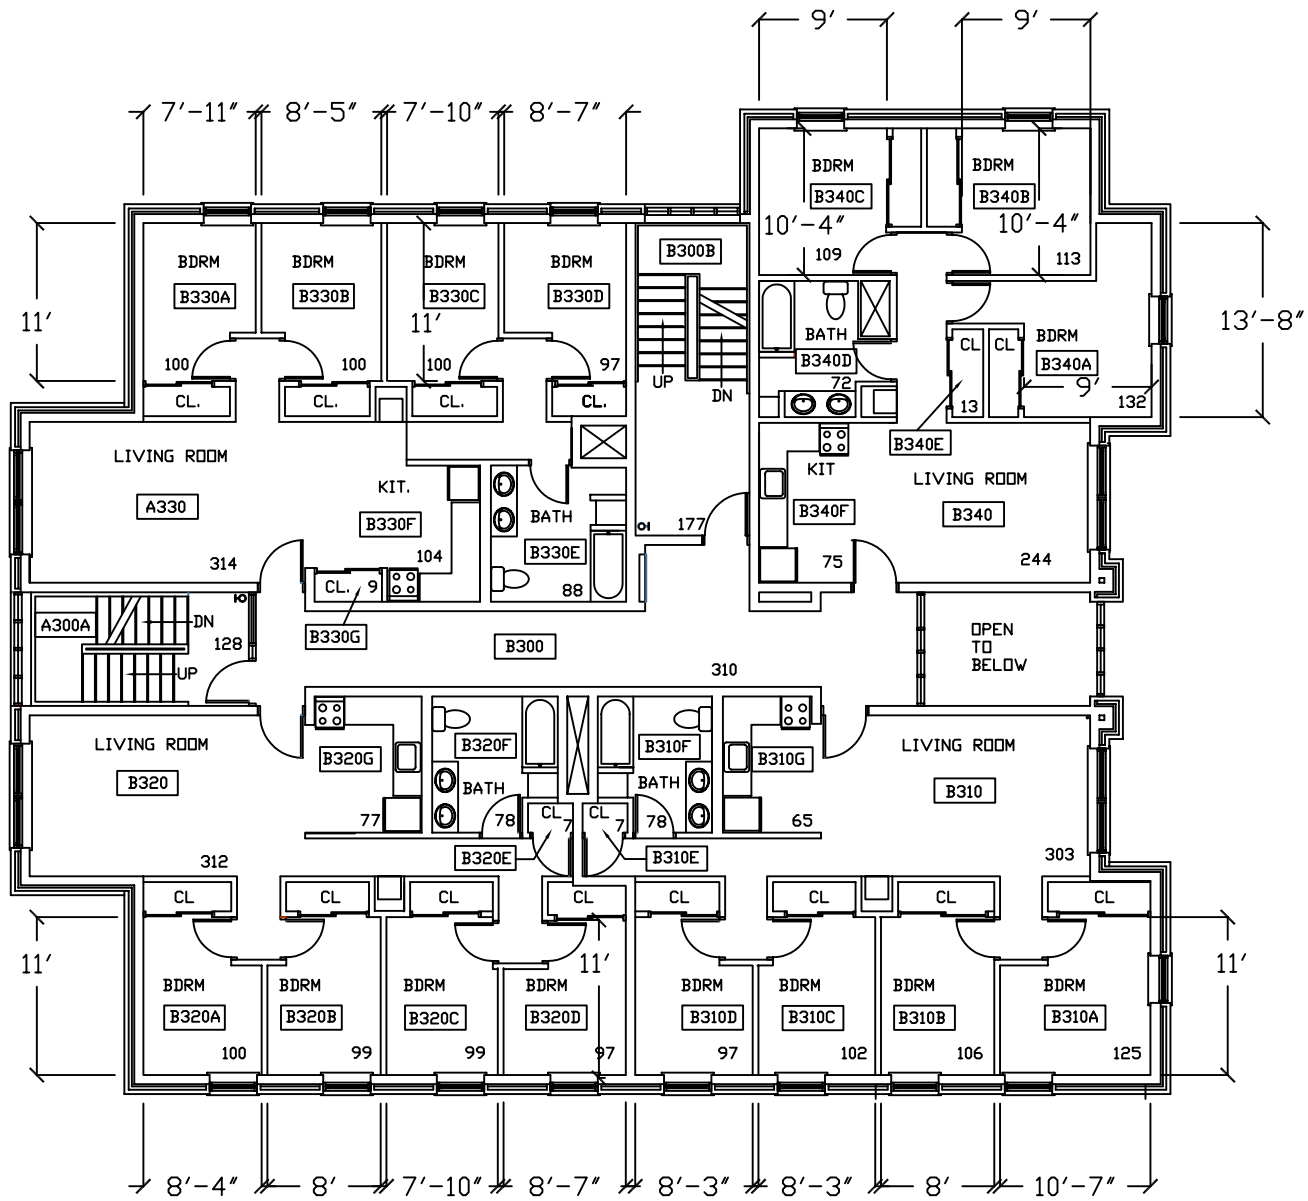 9' 9'
7'-11" 8'-5" 7'-10" 8'-7"
BDRM BDRM
B340C B340B
10'-4" 10'-4"
109 113
B300B
BDRM BDRM BDRM BDRM
B330A B330B B330C B330D
11' 11' 13'-8"
100 100 100 97
UP DN
BATH
B340D
72
CL CL
BDRM
B340A
9'
13 132
CL. CL. CL. CL.
B340E
LIVING ROOM
A330
314
KIT.
B330F
104
BATH
B330E
88
177
KIT
B340F
75
LIVING ROOM
B340
244
CL. 9
B330G
A300A
DN
128
UP
B300
310
OPEN
TO
BELOW
LIVING ROOM
B320
312
B320G
77
B320F
BATH
78
CL
7
B320E
B310F
BATH
78
CL
7
B310E
B310G
65
LIVING ROOM
B310
303
CL CL CL CL CL CL CL CL
11' 11' 11'
BDRM BDRM BDRM BDRM BDRM BDRM BDRM BDRM
B320A B320B B320C B320D B310D B310C B310B B310A
100 99 99 97 97 102 106 125
8'-4" 8' 7'-10" 8'-7" 8'-3" 8'-3" 8' 10'-7"